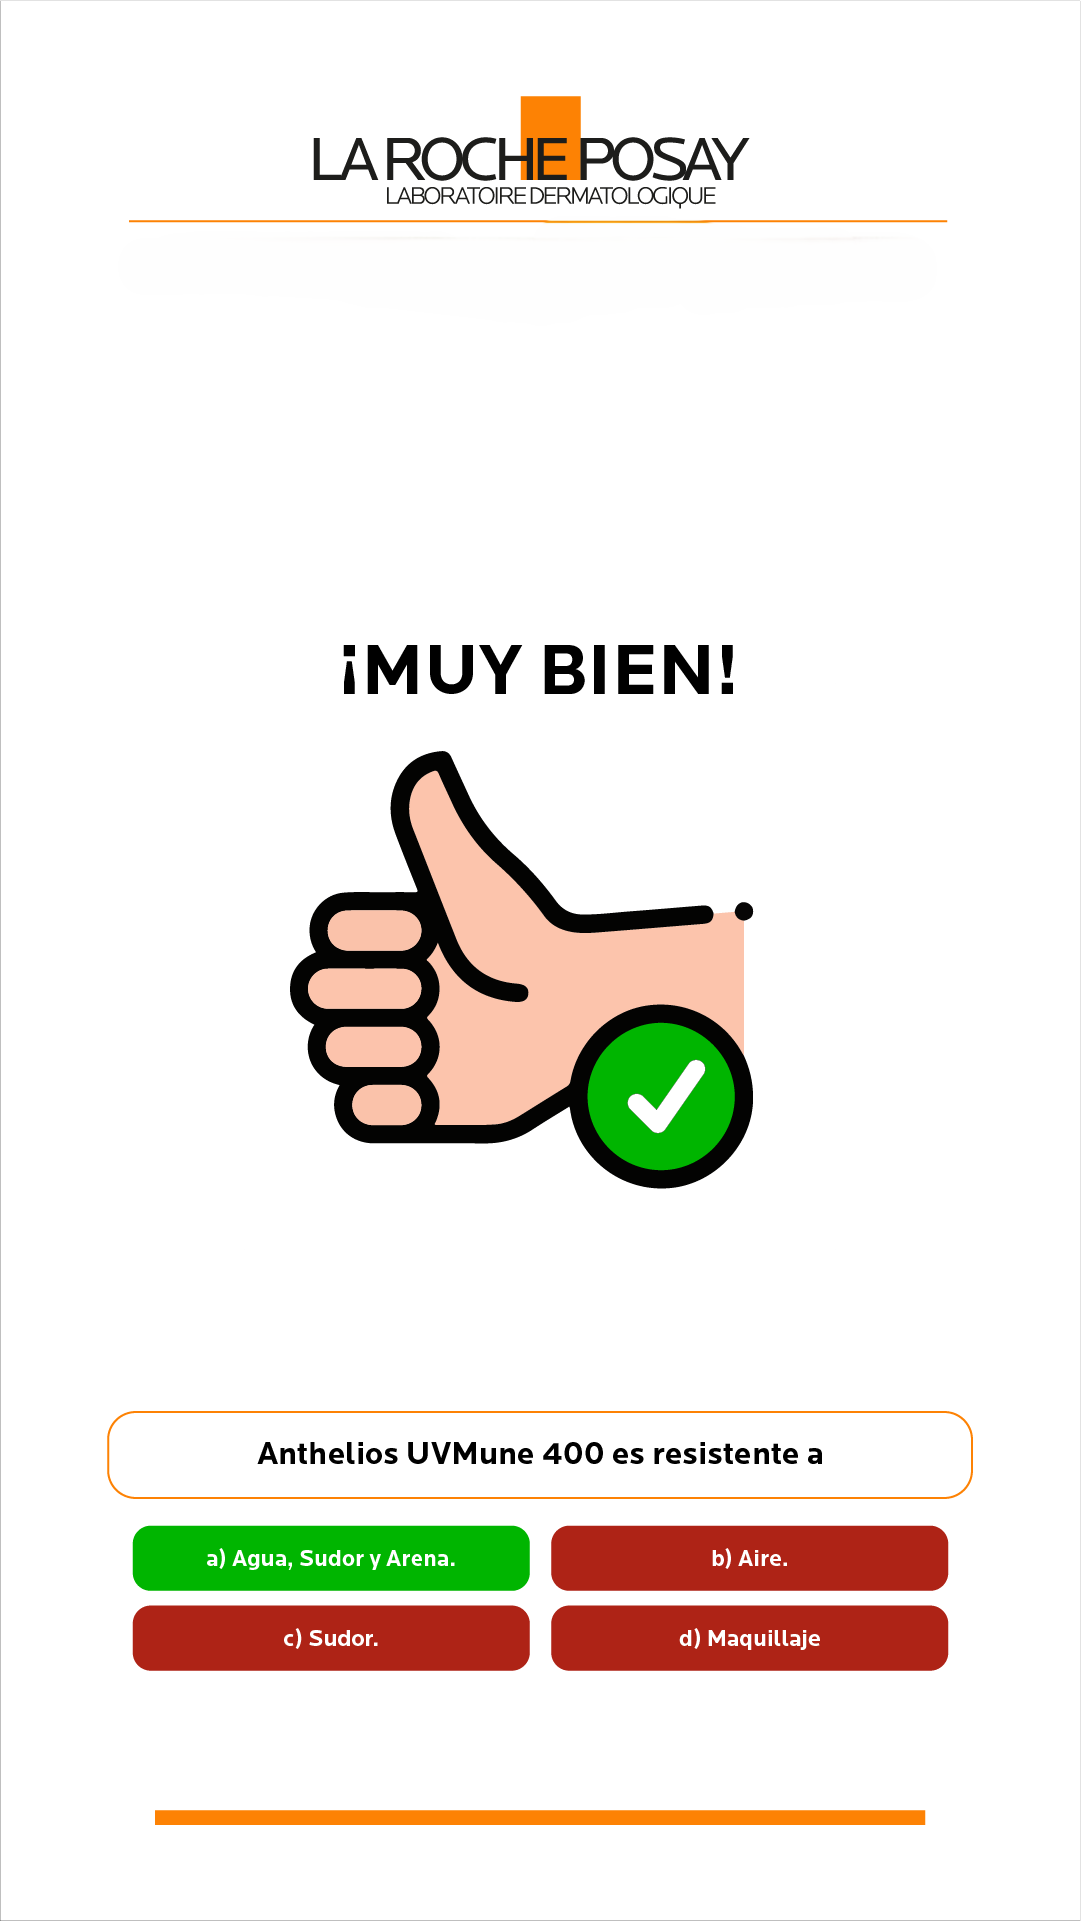 LA ROCHE POSAY
LABORATOIRE DERMATOLOGIQUE
¡MUY BIEN!
Anthelios UVMune 400 es resistente a
a) Agua, Sudor y Arena.
b) Aire.
c) Sudor.
d) Maquillaje